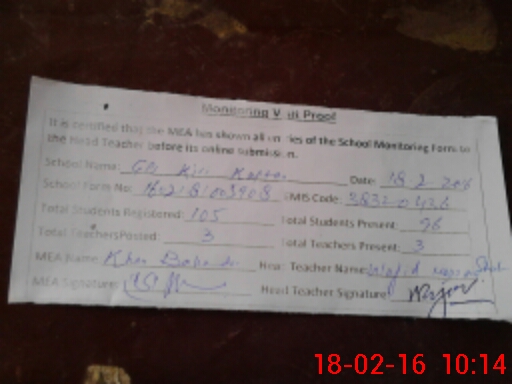 Monitoring Visit Proof
It is certified that the MEA has shown all entries of the School Monitoring Form to
the Head Teacher before its online submission.
School Name: Date: 18-2-2016
School Form No: EMIS Code: 38320436
Total Students Registered: 105 Total Students Present: 96
Total Teachers Posted: 3 Total Teachers Present: 3
MEA Name: Khan Head Teacher Name: Wajid
MEA Signature: Head Teacher Signature:
18-02-16 10:14